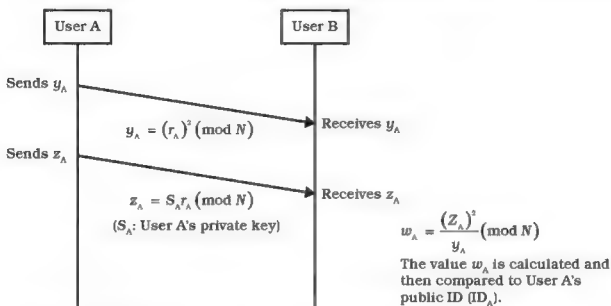 User A
User B
Sends y_A
y_A = (r_A)² (mod N)
Receives y_A
Sends z_A
z_A = S_A r_A (mod N)
(S_A: User A's private key)
Receives z_A
w_A = (Z_A)² / y_A (mod N)
The value w_A is calculated and
then compared to User A's
public ID (ID_A).